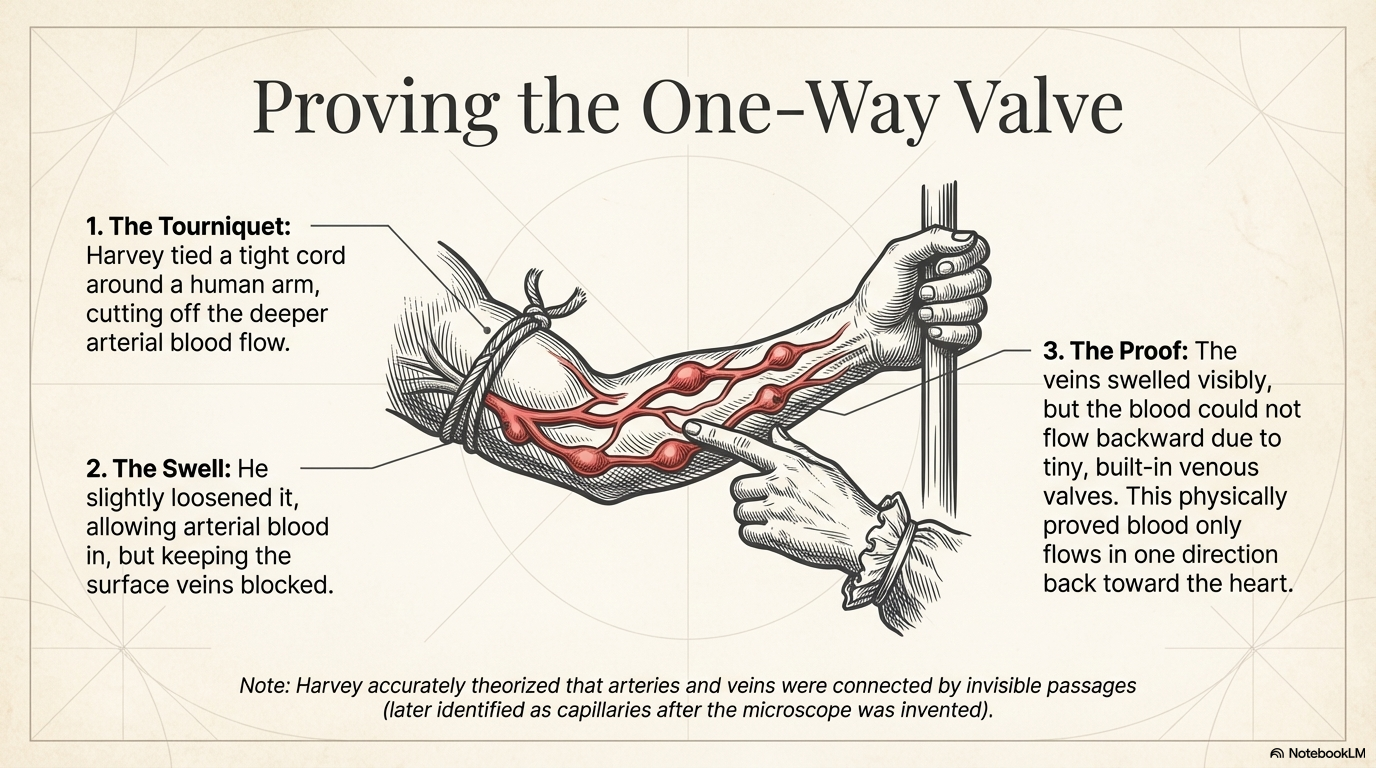 Proving the One-Way Valve
1. The Tourniquet:
Harvey tied a tight cord
around a human arm,
cutting off the deeper
arterial blood flow.
2. The Swell: He
slightly loosened it,
allowing arterial blood
in, but keeping the
surface veins blocked.
3. The Proof: The
veins swelled visibly,
but the blood could not
flow backward due to
tiny, built-in venous
valves. This physically
proved blood only
flows in one direction
back toward the heart.
Note: Harvey accurately theorized that arteries and veins were connected by invisible passages
(later identified as capillaries after the microscope was invented).
NotebookLM